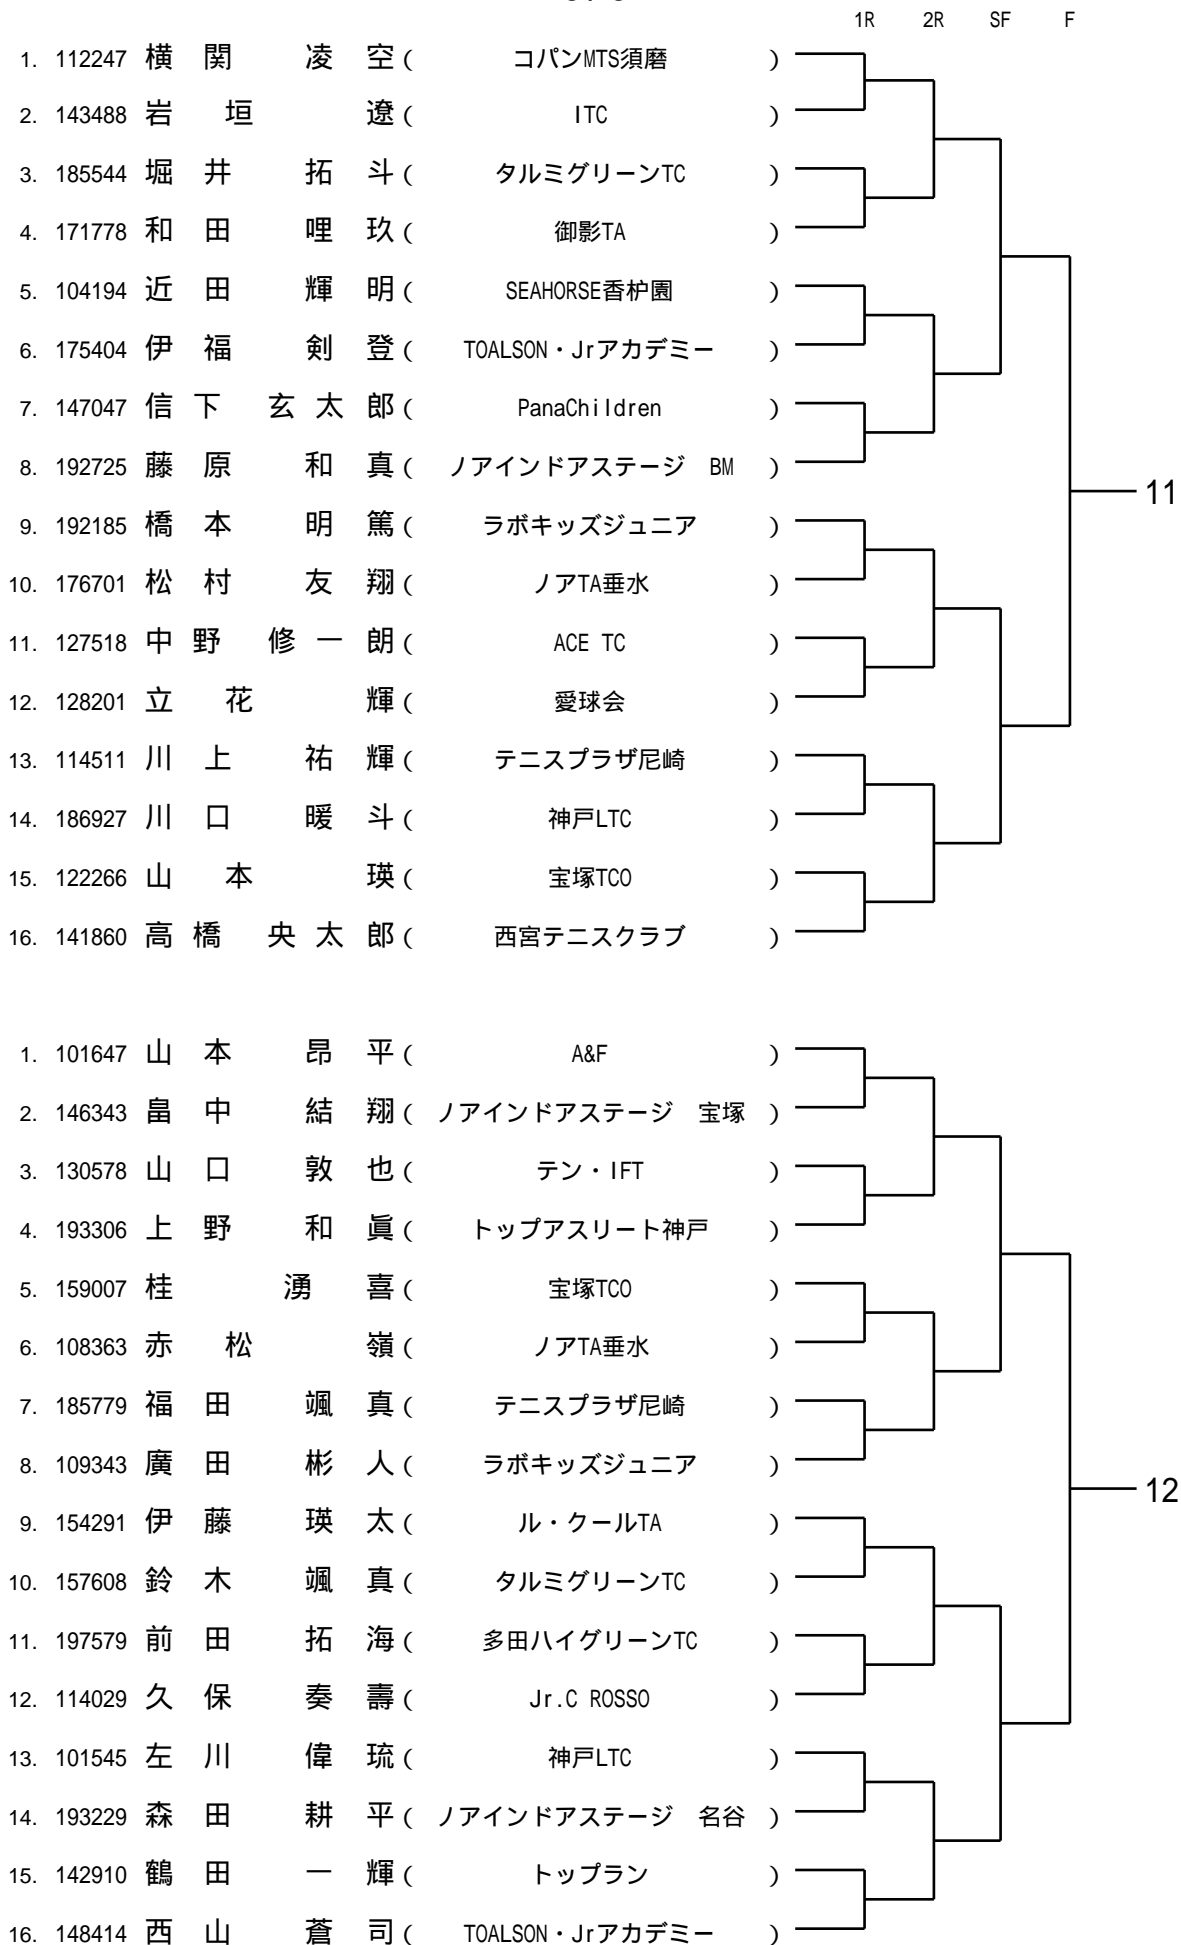 1R 2R SF F
1. 112247 横 関 凌 空 ( コパンMTS須磨 )
2. 143488 岩 垣 遼 ( ITC )
3. 185544 堀 井 拓 斗 ( タルミグリーンTC )
4. 171778 和 田 哩 玖 ( 御影TA )
5. 104194 近 田 輝 明 ( SEAHORSE香枦園 )
6. 175404 伊 福 剣 登 ( TOALSON・Jrアカデミー )
7. 147047 信 下 玄 太 郎 ( PanaChildren )
8. 192725 藤 原 和 真 ( ノアインドアステージ BM )
11
9. 192185 橋 本 明 篤 ( ラボキッズジュニア )
10. 176701 松 村 友 翔 ( ノアTA垂水 )
11. 127518 中 野 修 一 朗 ( ACE TC )
12. 128201 立 花 輝 ( 愛球会 )
13. 114511 川 上 祐 輝 ( テニスプラザ尼崎 )
14. 186927 川 口 暖 斗 ( 神戸LTC )
15. 122266 山 本 瑛 ( 宝塚TCO )
16. 141860 高 橋 央 太 郎 ( 西宮テニスクラブ )
1. 101647 山 本 昂 平 ( A&F )
2. 146343 畠 中 結 翔 ( ノアインドアステージ 宝塚 )
3. 130578 山 口 敦 也 ( テン・IFT )
4. 193306 上 野 和 眞 ( トップアスリート神戸 )
5. 159007 桂 湧 喜 ( 宝塚TCO )
6. 108363 赤 松 嶺 ( ノアTA垂水 )
7. 185779 福 田 颯 真 ( テニスプラザ尼崎 )
8. 109343 廣 田 彬 人 ( ラボキッズジュニア )
12
9. 154291 伊 藤 瑛 太 ( ル・クールTA )
10. 157608 鈴 木 颯 真 ( タルミグリーンTC )
11. 197579 前 田 拓 海 ( 多田ハイグリーンTC )
12. 114029 久 保 奏 壽 ( Jr.C ROSSO )
13. 101545 左 川 偉 琉 ( 神戸LTC )
14. 193229 森 田 耕 平 ( ノアインドアステージ 名谷 )
15. 142910 鶴 田 一 輝 ( トップラン )
16. 148414 西 山 蒼 司 ( TOALSON・Jrアカデミー )